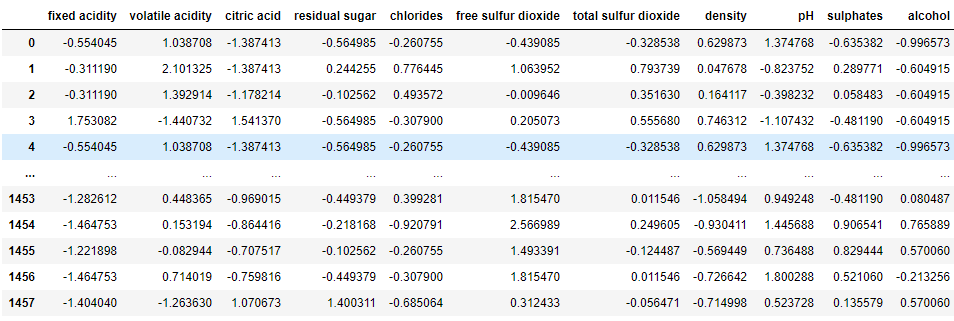 fixed acidity volatile acidity citric acid residual sugar chlorides free sulfur dioxide total sulfur dioxide density pH sulphates alcohol
0 -0.554045 1.038708 -1.387413 -0.564985 -0.260755 -0.439085 -0.328538 0.629873 1.374768 -0.635382 -0.996573
1 -0.311190 2.101325 -1.387413 0.244255 0.776445 1.063952 0.793739 0.047678 -0.823752 0.289771 -0.604915
2 -0.311190 1.392914 -1.178214 -0.102562 0.493572 -0.009646 0.351630 0.164117 -0.398232 0.058483 -0.604915
3 1.753082 -1.440732 1.541370 -0.564985 -0.307900 0.205073 0.555680 0.746312 -1.107432 -0.481190 -0.604915
4 -0.554045 1.038708 -1.387413 -0.564985 -0.260755 -0.439085 -0.328538 0.629873 1.374768 -0.635382 -0.996573
... ... ... ... ... ... ... ... ... ... ... ...
1453 -1.282612 0.448365 -0.969015 -0.449379 0.399281 1.815470 0.011546 -1.058494 0.949248 -0.481190 0.080487
1454 -1.464753 0.153194 -0.864416 -0.218168 -0.920791 2.566989 0.249605 -0.930411 1.445688 0.906541 0.765889
1455 -1.221898 -0.082944 -0.707517 -0.102562 -0.260755 1.493391 -0.124487 -0.569449 0.736488 0.829444 0.570060
1456 -1.464753 0.714019 -0.759816 -0.449379 -0.307900 1.815470 0.011546 -0.726642 1.800288 0.521060 -0.213256
1457 -1.404040 -1.263630 1.070673 1.400311 -0.685064 0.312433 -0.056471 -0.714998 0.523728 0.135579 0.570060